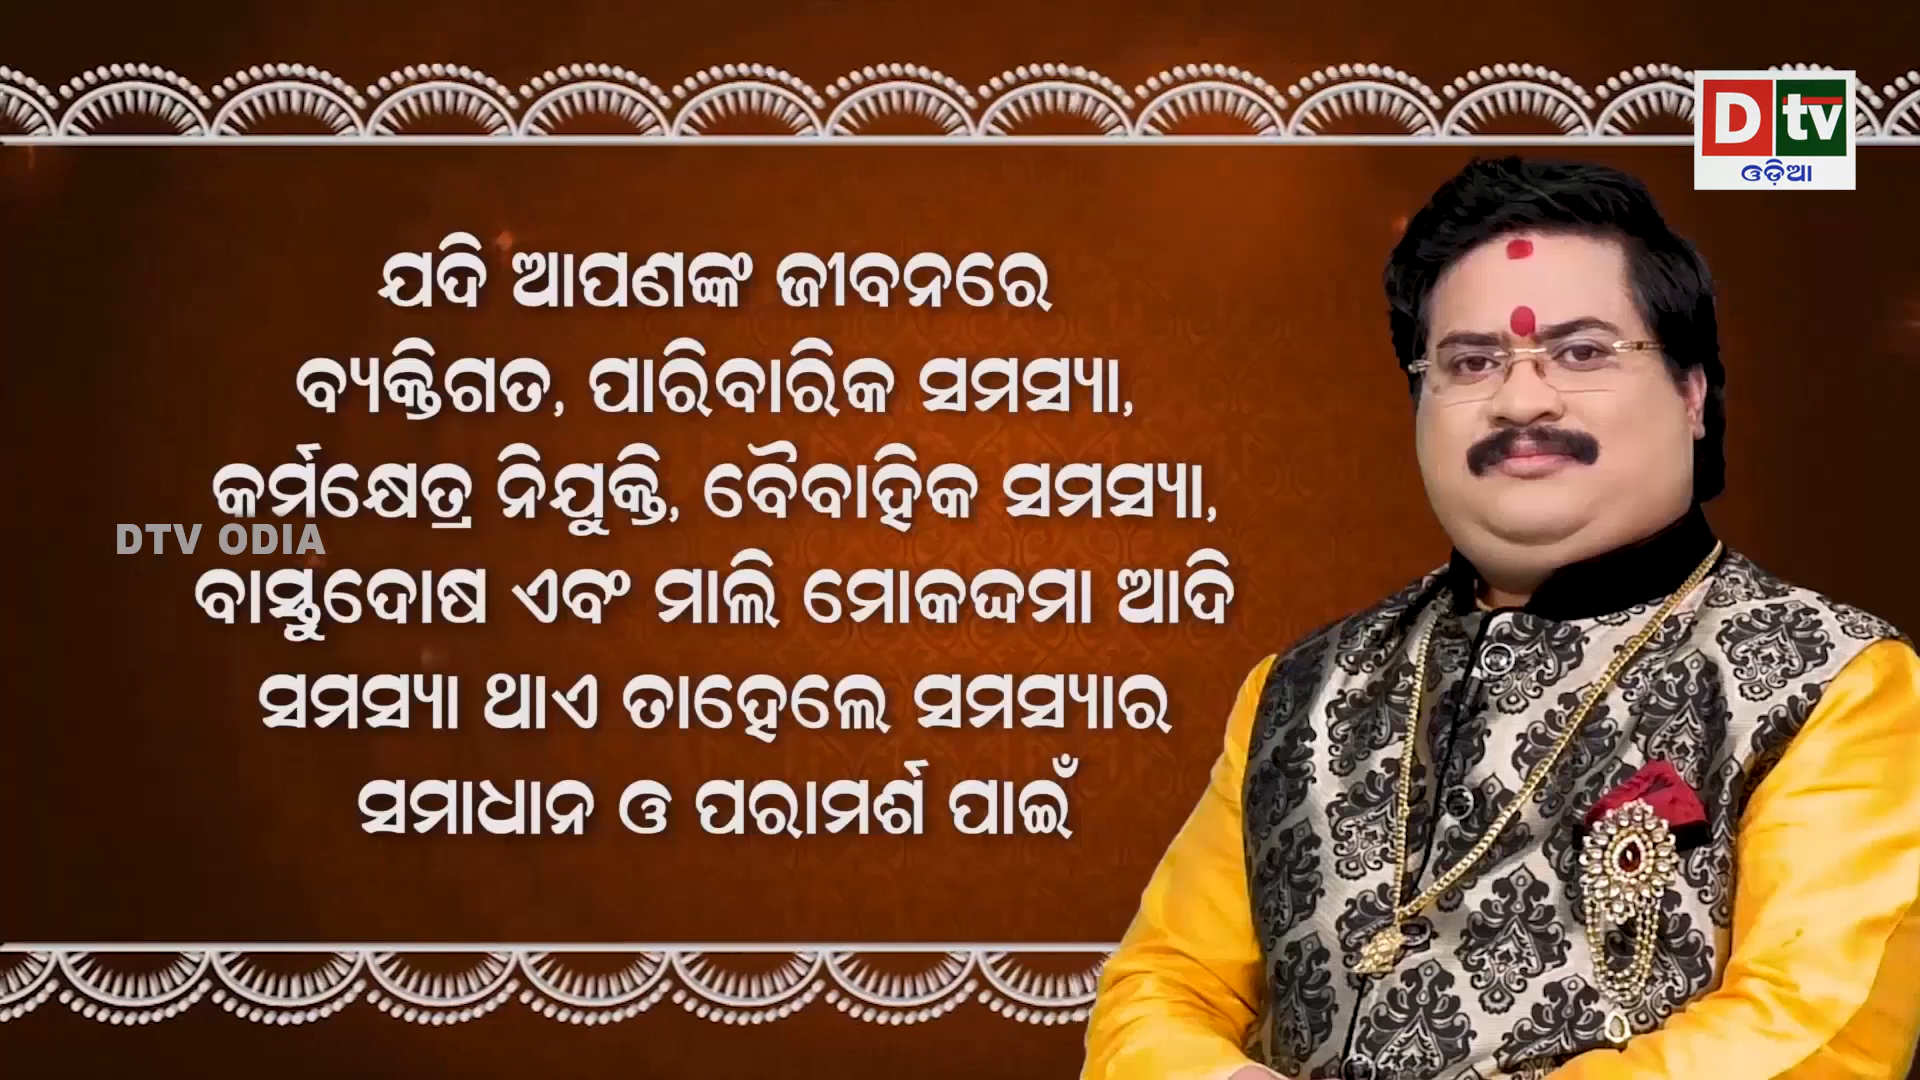 D tv
ଓଡ଼ିଆ
ଯଦି ଆପଣଙ୍କ ଜୀବନରେ
ବ୍ୟକ୍ତିଗତ, ପାରିବାରିକ ସମସ୍ୟା,
କର୍ମକ୍ଷେତ୍ର ନିଯୁକ୍ତି, ବୈବାହିକ ସମସ୍ୟା,
DTV ODIA
ବାସ୍ତୁଦୋଷ ଏବଂ ମାଲି ମୋକଦ୍ଦମା ଆଦି
ସମସ୍ୟା ଥାଏ ତାହେଲେ ସମସ୍ୟାର
ସମାଧାନ ଓ ପରାମର୍ଶ ପାଇଁ